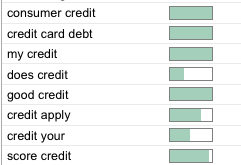 consumer credit
credit card debt
my credit
does credit
good credit
credit apply
credit your
score credit